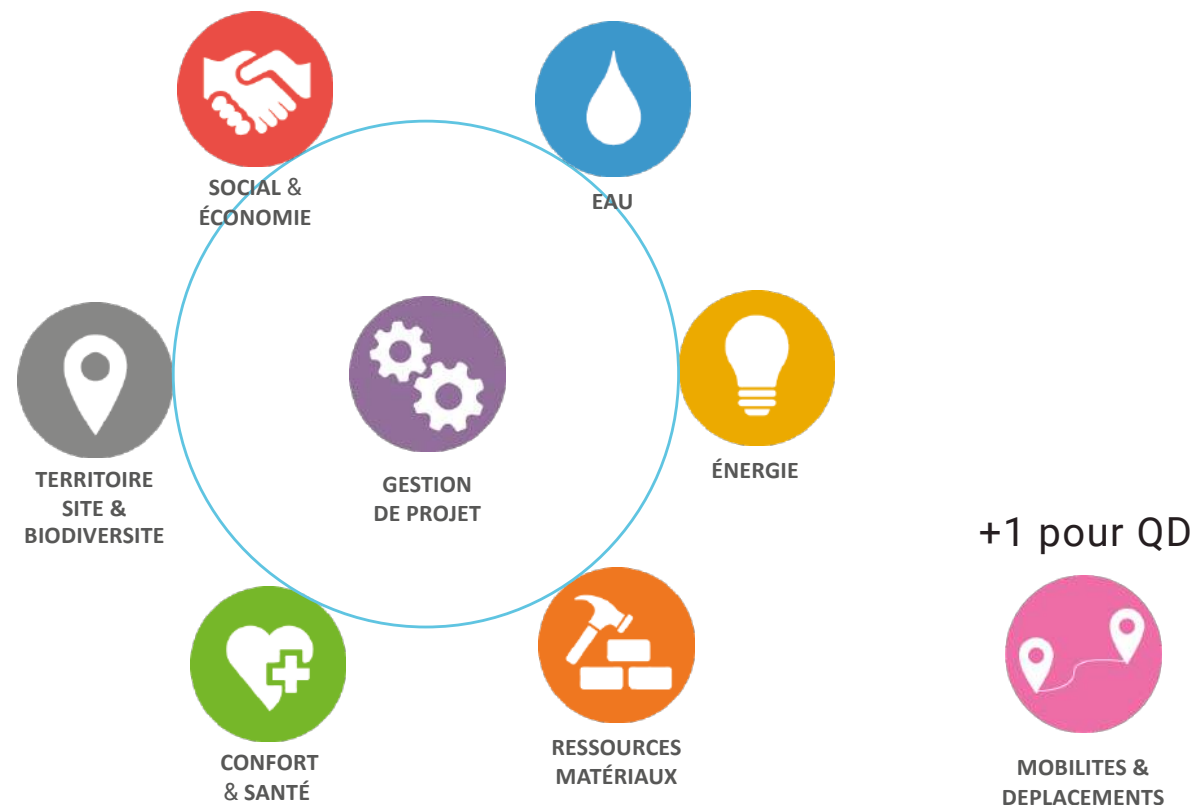 SOCIAL &
ÉCONOMIE
EAU
TERRITOIRE
SITE &
BIODIVERSITE
GESTION
DE PROJET
ÉNERGIE
+1 pour QD
CONFORT
& SANTÉ
RESSOURCES
MATÉRIAUX
MOBILITES &
DEPLACEMENTS